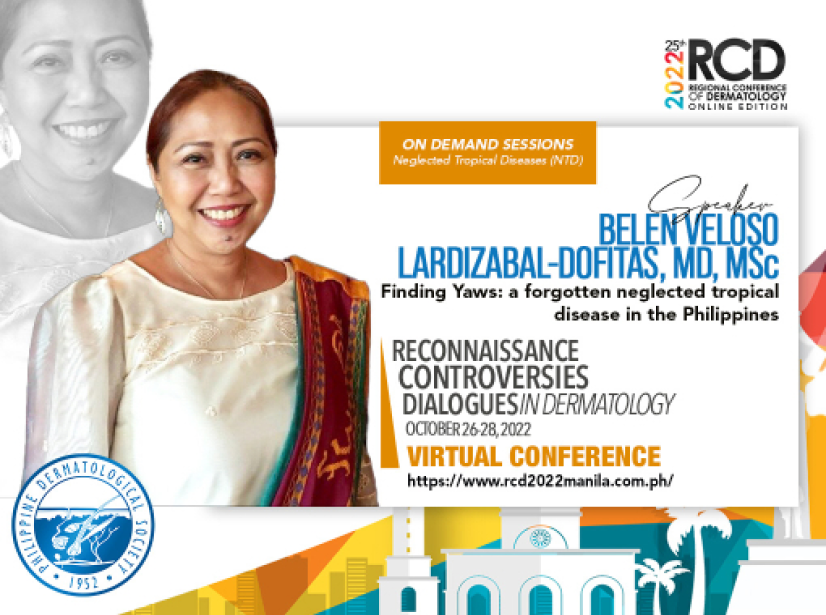 25th
2022
RCD
REGIONAL CONFERENCE
OF DERMATOLOGY
ONLINE EDITION
ON DEMAND SESSIONS
Neglected Tropical Diseases (NTD)
Speaker
BELEN VELOSO
LARDIZABAL-DOFITAS, MD, MSc
Finding Yaws: a forgotten neglected tropical
disease in the Philippines
RECONNAISSANCE
CONTROVERSIES
DIALOGUES IN DERMATOLOGY
OCTOBER 26-28, 2022
VIRTUAL CONFERENCE
https://www.rcd2022manila.com.ph/
PHILIPPINE DERMATOLOGICAL SOCIETY
1952